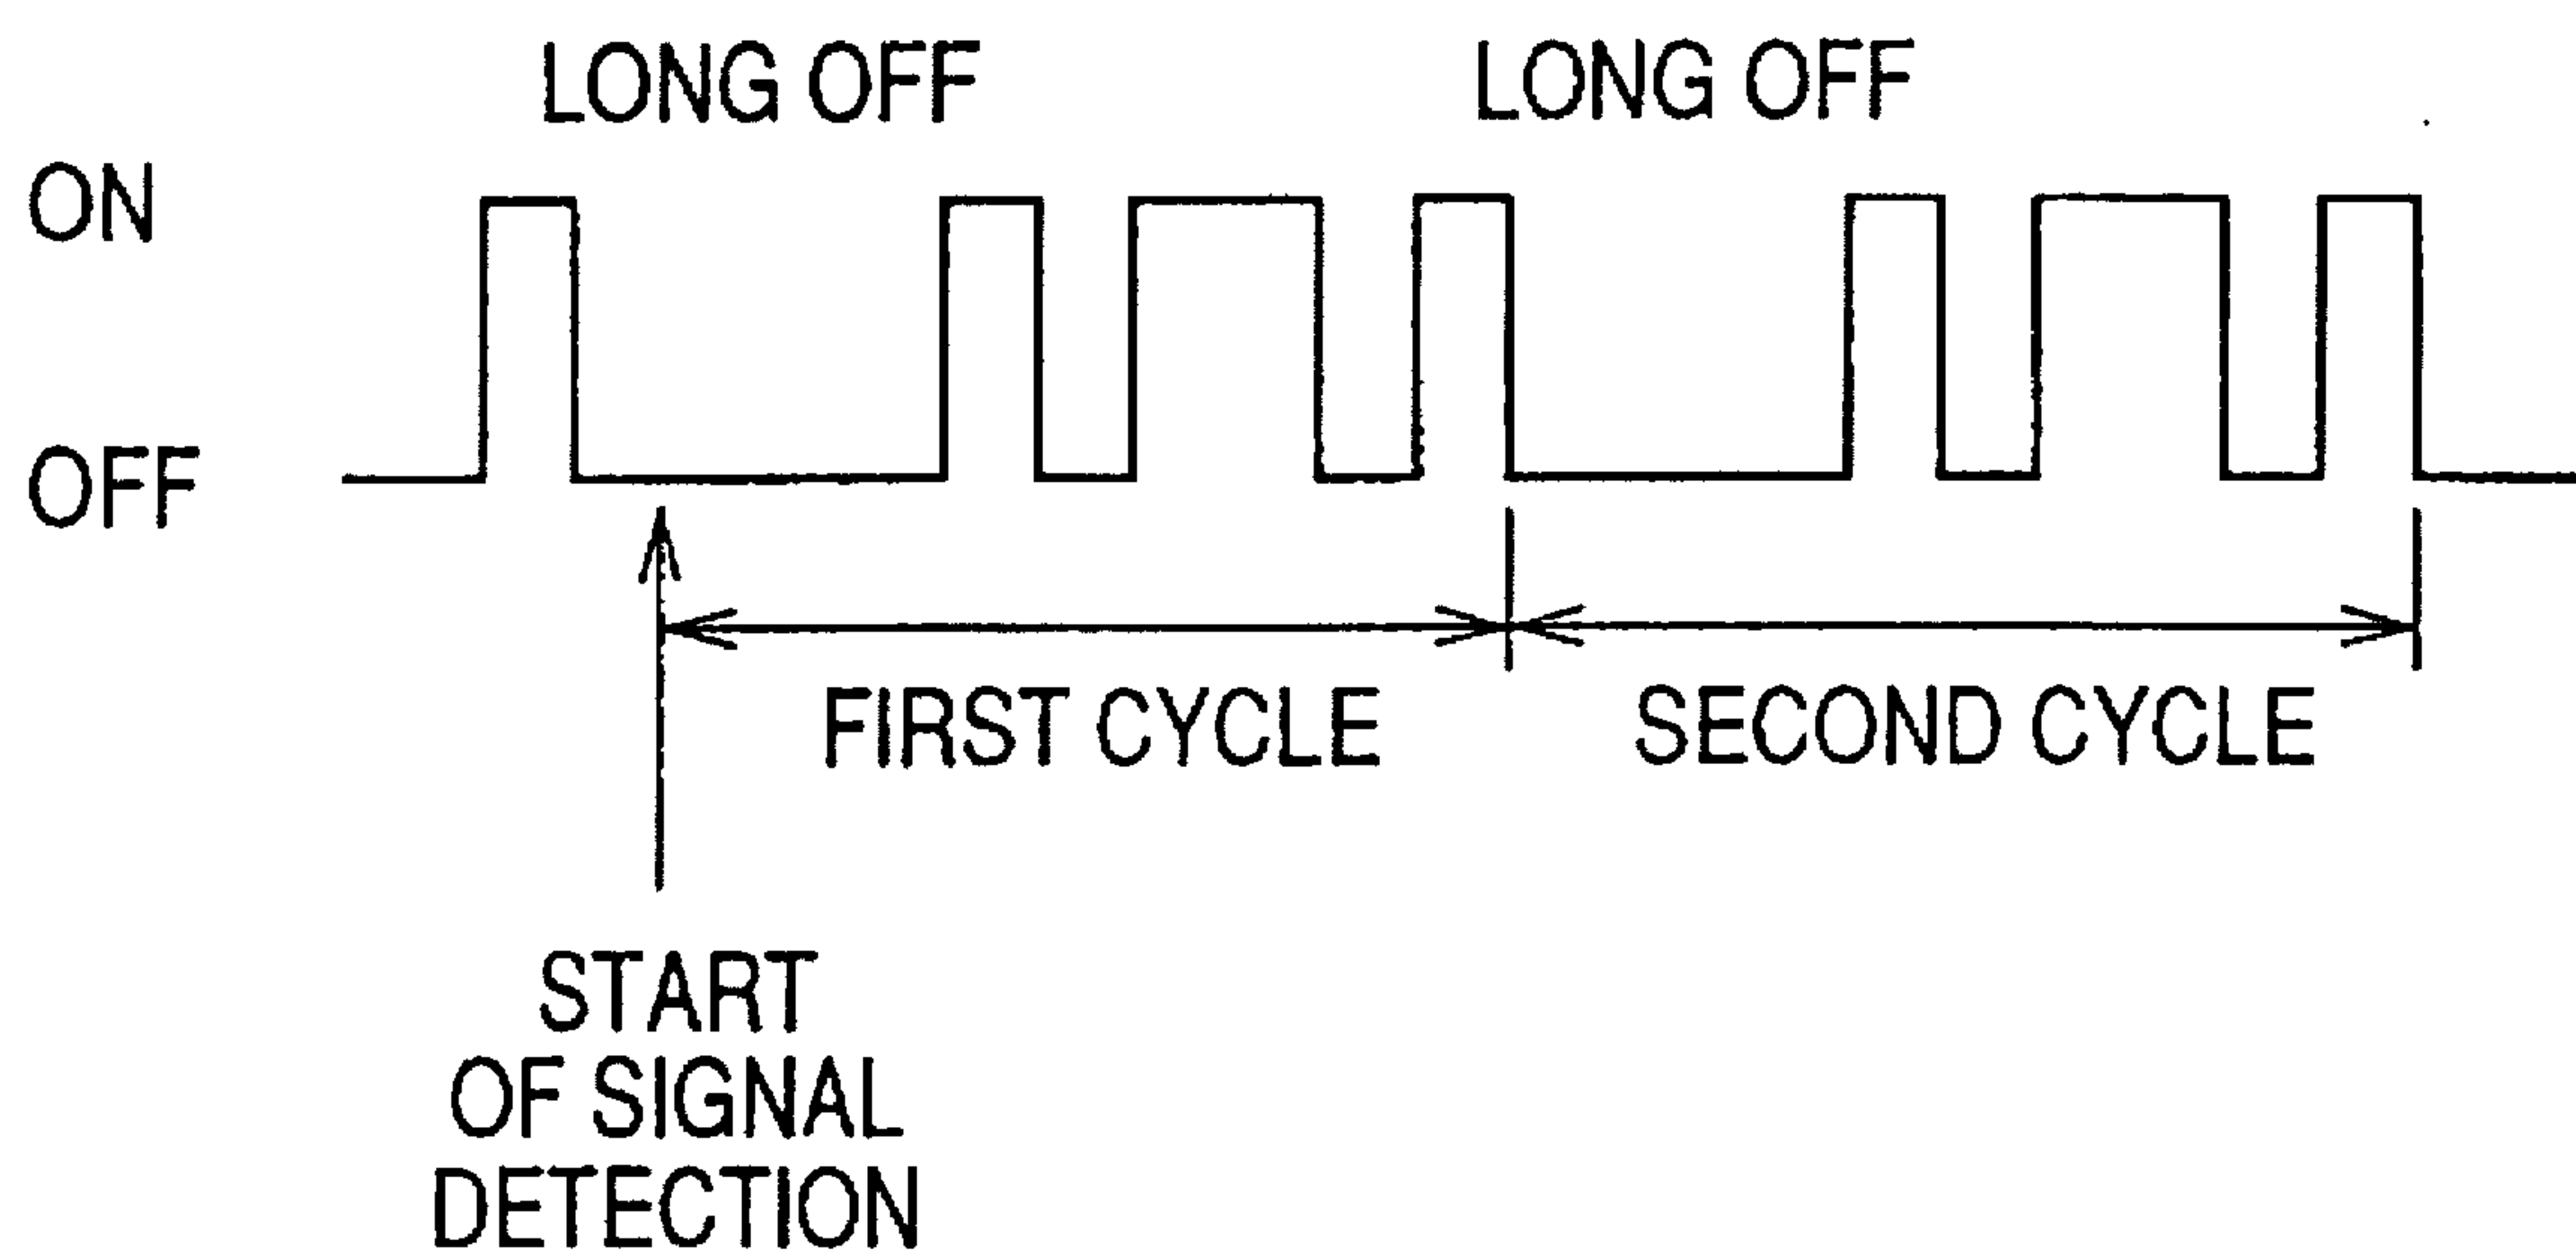 LONG OFF
LONG OFF
ON
OFF
FIRST CYCLE
SECOND CYCLE
START
OF SIGNAL
DETECTION